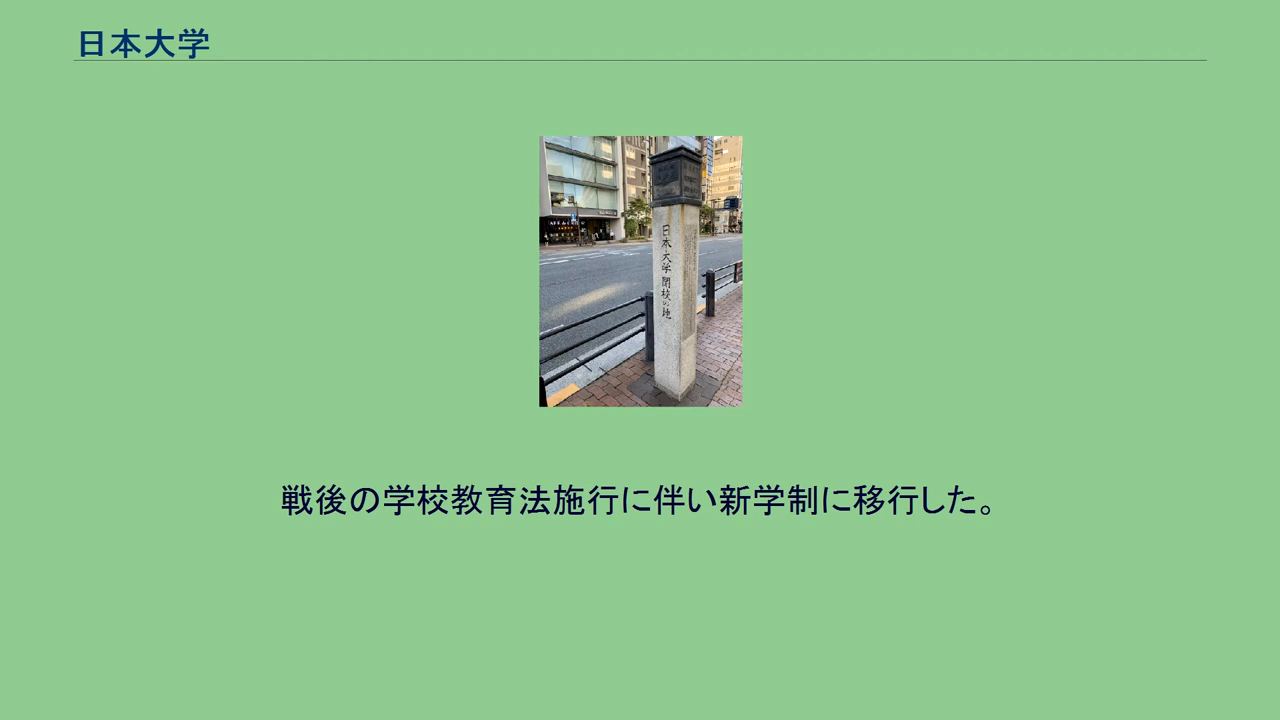 日本大学
日本大学開校の地
戦後の学校教育法施行に伴い新学制に移行した。